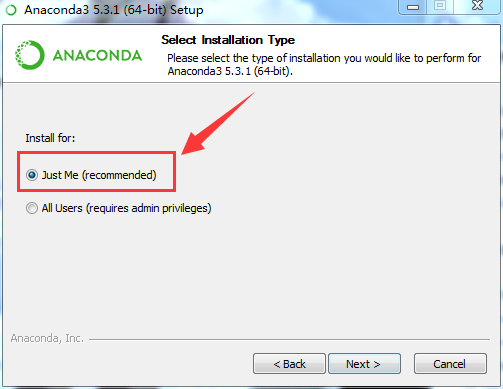 Anaconda3 5.3.1 (64-bit) Setup
ANACONDA
Select Installation Type
Please select the type of installation you would like to perform for
Anaconda3 5.3.1 (64-bit).
Install for:
Just Me (recommended)
All Users (requires admin privileges)
Anaconda, Inc.
< Back Next > Cancel